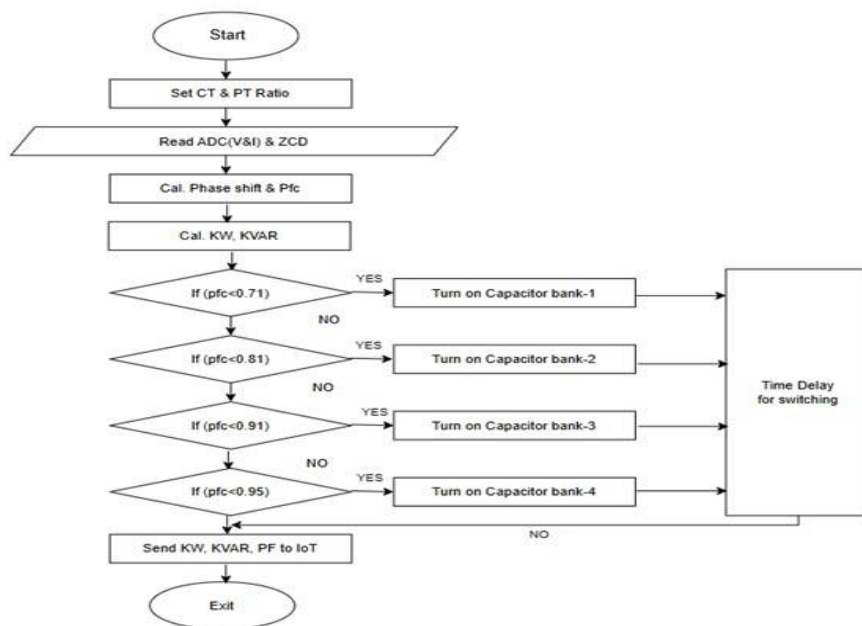 Start
Set CT & PT Ratio
Read ADC(V&I) & ZCD
Cal. Phase shift & Pfc
Cal. KW, KVAR
If (pfc<0.71)
YES
Turn on Capacitor bank-1
NO
If (pfc<0.81)
YES
Turn on Capacitor bank-2
NO
If (pfc<0.91)
YES
Turn on Capacitor bank-3
NO
If (pfc<0.95)
YES
Turn on Capacitor bank-4
Time Delay
for switching
NO
Send KW, KVAR, PF to IoT
Exit